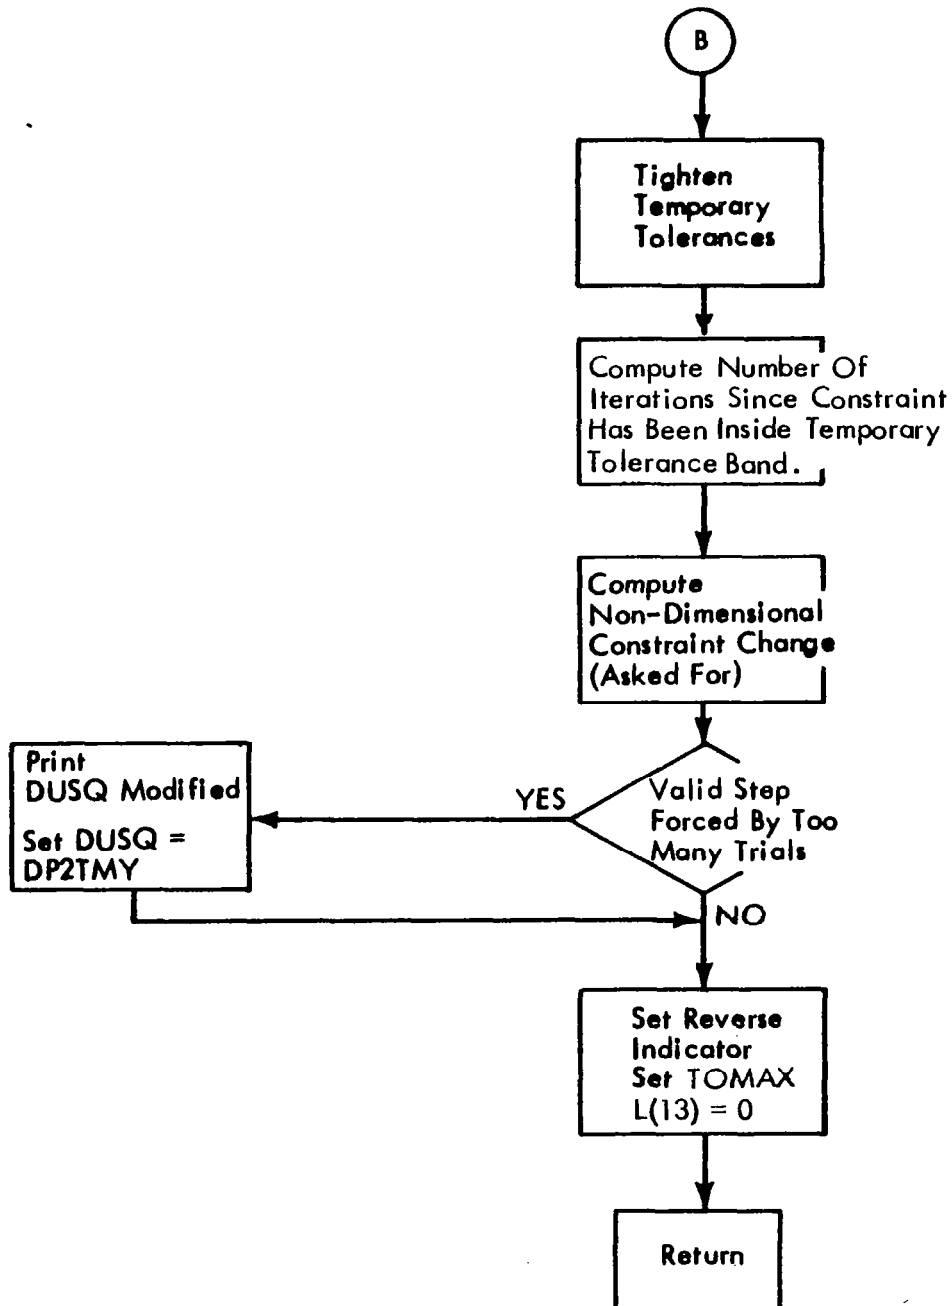 B
Tighten
Temporary
Tolerances
Compute Number Of
Iterations Since Constraint
Has Been Inside Temporary
Tolerance Band.
Compute
Non-Dimensional
Constraint Change
(Asked For)
Print
DUSQ Modified
Set DUSQ =
DP2TMY
YES
Valid Step
Forced By Too
Many Trials
NO
Set Reverse
Indicator
Set TOMAX
L(13) = 0
Return